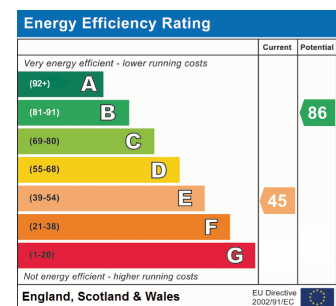 Energy Efficiency Rating
Current Potential
Very energy efficient - lower running costs
(92+) A
(81-91) B
86
(69-80) C
(55-68) D
(39-54) E
45
(21-38) F
(1-20) G
Not energy efficient - higher running costs
England, Scotland & Wales
EU Directive
2002/91/EC